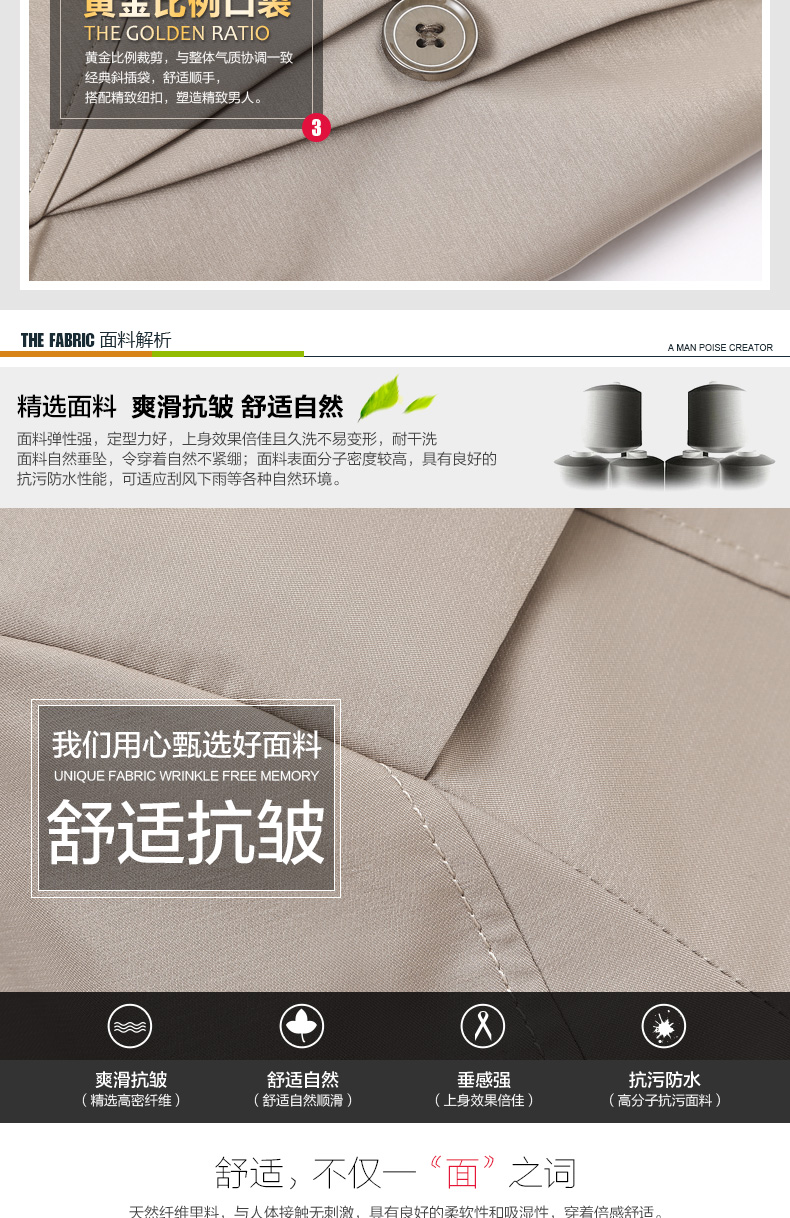 黄金比例口袋
THE GOLDEN RATIO
黄金比例裁剪，与整体气质协调一致
经典斜插袋，舒适顺手，
搭配精致纽扣，塑造精致男人。
3
THE FABRIC 面料解析
A MAN POISE CREATOR
精选面料 爽滑抗皱 舒适自然
面料弹性强，定型力好，上身效果倍佳且久洗不易变形，耐干洗
面料自然垂坠，令穿着自然不紧绷；面料表面分子密度较高，具有良好的
抗污防水性能，可适应刮风下雨等各种自然环境。
我们用心甄选好面料
UNIQUE FABRIC WRINKLE FREE MEMORY
舒适抗皱
爽滑抗皱 舒适自然 垂感强 抗污防水
（精选高密纤维） （舒适自然顺滑） （上身效果倍佳） （高分子抗污面料）
舒适，不仅一“面”之词
天然纤维里料，与人体接触无刺激，具有良好的柔软性和吸湿性，穿着倍感舒适。